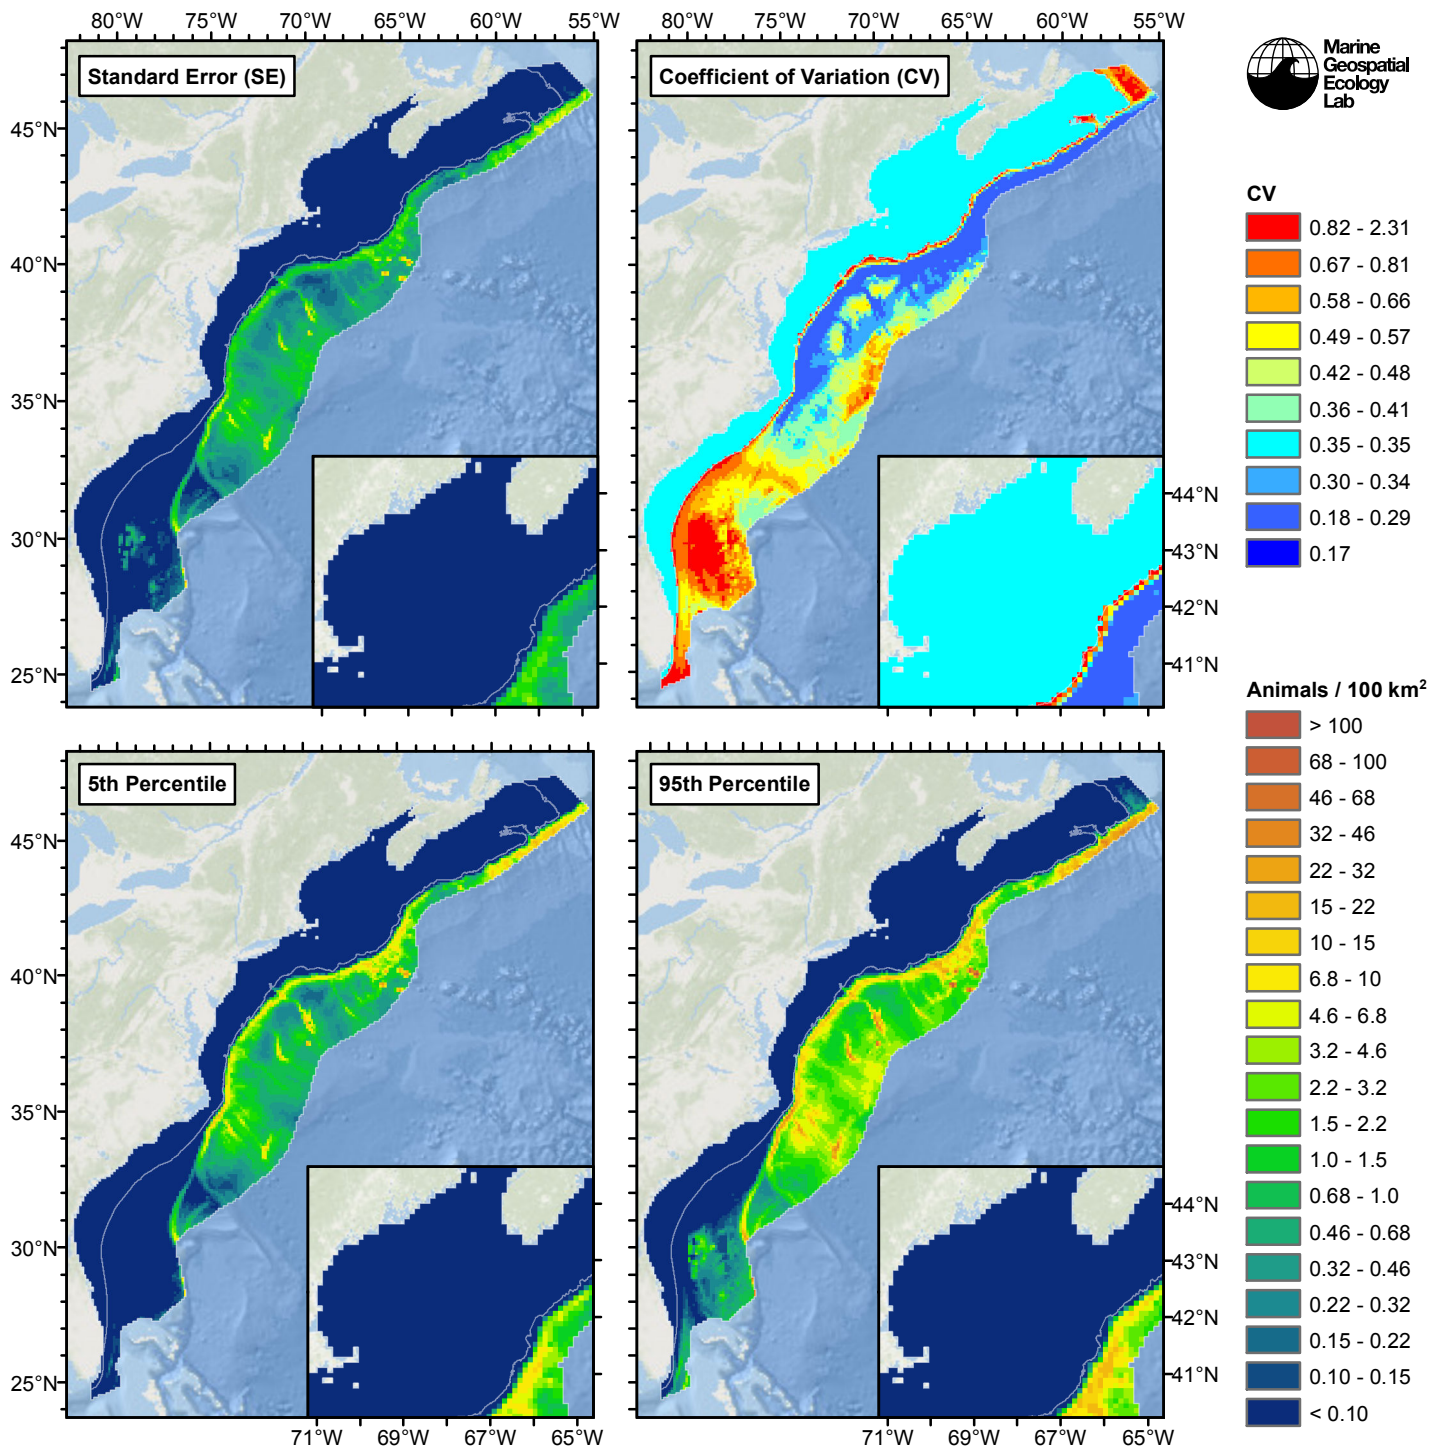 80°W 75°W 70°W 65°W 60°W 55°W
80°W 75°W 70°W 65°W 60°W 55°W
Standard Error (SE)
Coefficient of Variation (CV)
Marine
Geospatial
Ecology
Lab
45°N
40°N
35°N
30°N
25°N
44°N
43°N
42°N
41°N
CV
0.82 - 2.31
0.67 - 0.81
0.58 - 0.66
0.49 - 0.57
0.42 - 0.48
0.36 - 0.41
0.35 - 0.35
0.30 - 0.34
0.18 - 0.29
0.17
5th Percentile
95th Percentile
45°N
40°N
35°N
30°N
25°N
44°N
43°N
42°N
41°N
71°W 69°W 67°W 65°W
71°W 69°W 67°W 65°W
Animals / 100 km²
> 100
68 - 100
46 - 68
32 - 46
22 - 32
15 - 22
10 - 15
6.8 - 10
4.6 - 6.8
3.2 - 4.6
2.2 - 3.2
1.5 - 2.2
1.0 - 1.5
0.68 - 1.0
0.46 - 0.68
0.32 - 0.46
0.22 - 0.32
0.15 - 0.22
0.10 - 0.15
< 0.10